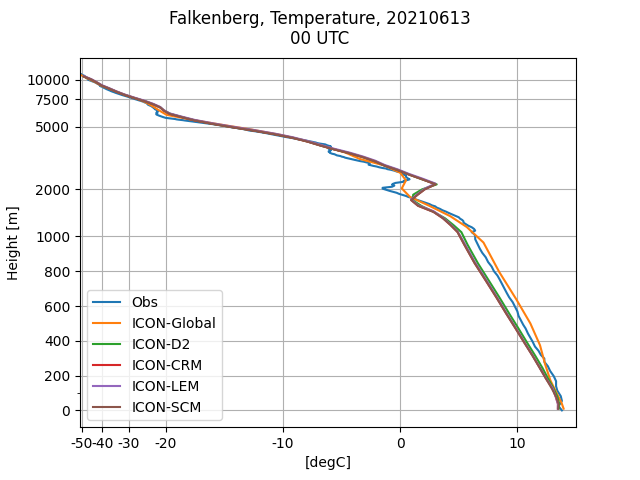 Falkenberg, Temperature, 20210613
00 UTC
Height [m]
10000
7500
5000
2000
1000
800
600
400
200
0
Obs
ICON-Global
ICON-D2
ICON-CRM
ICON-LEM
ICON-SCM
-50 -40 -30 -20 -10 0 10
[degC]